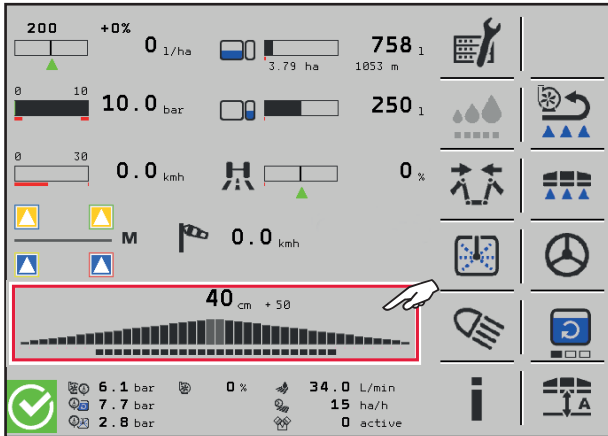 200 +0%
0 l/ha
758 l
3.79 ha 1053 m
0 10
10.0 bar
250 l
0 30
0.0 kmh
0 %
M
0.0 kmh
40 cm + 50
6.1 bar 0 % 34.0 L/min
7.7 bar 15 ha/h
2.8 bar 0 active
A